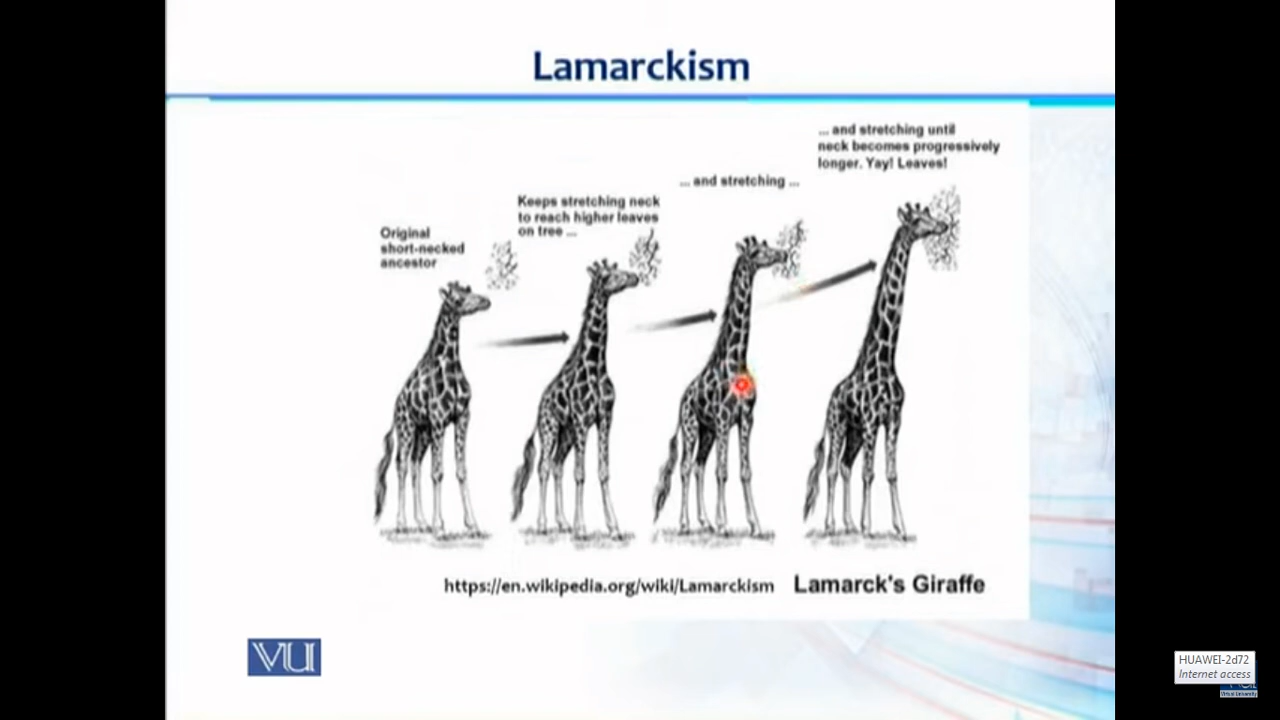 Lamarckism
... and stretching until
neck becomes progressively
longer. Yay! Leaves!
... and stretching ...
Keeps stretching neck
to reach higher leaves
on tree ...
Original
short-necked
ancestor
https://en.wikipedia.org/wiki/Lamarckism
Lamarck's Giraffe
VU
HUAWEI-2d72
Internet access
Virtual University